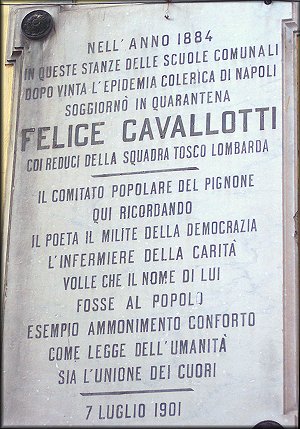 NELL'ANNO 1884
IN QUESTE STANZE DELLE SCUOLE COMUNALI
DOPO VINTA L'EPIDEMIA COLERICA DI NAPOLI
SOGGIORNÒ IN QUARANTENA
FELICE CAVALLOTTI
COI REDUCI DELLA SQUADRA TOSCO LOMBARDA
IL COMITATO POPOLARE DEL PIGNONE
QUI RICORDANDO
IL POETA IL MILITE DELLA DEMOCRAZIA
L'INFERMIERE DELLA CARITÀ
VOLLE CHE IL NOME DI LUI
FOSSE AL POPOLO
ESEMPIO AMMONIMENTO CONFORTO
COME LEGGE DELL'UMANITÀ
SIA L'UNIONE DEI CUORI
7 LUGLIO 1901